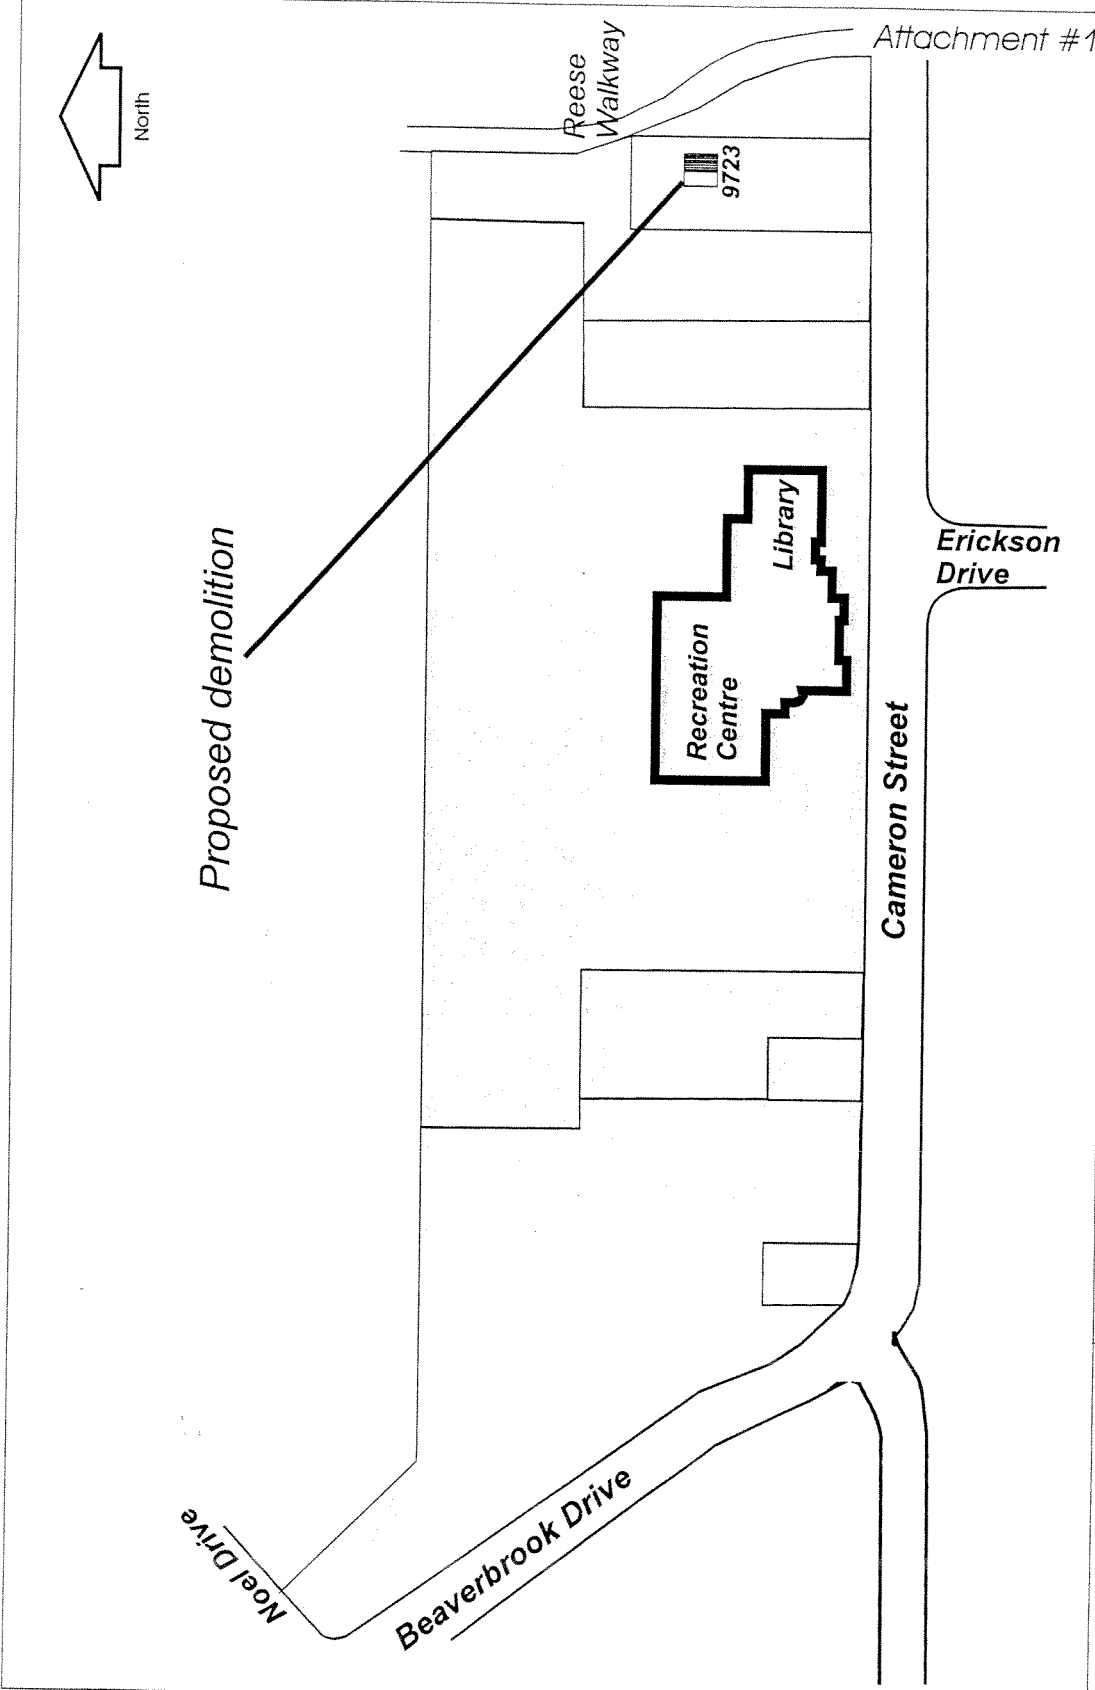 Attachment #1
North
Reese
Walkway
9723
Proposed demolition
Library
Recreation
Centre
Erickson
Drive
Cameron Street
Noel Drive
Beaverbrook Drive